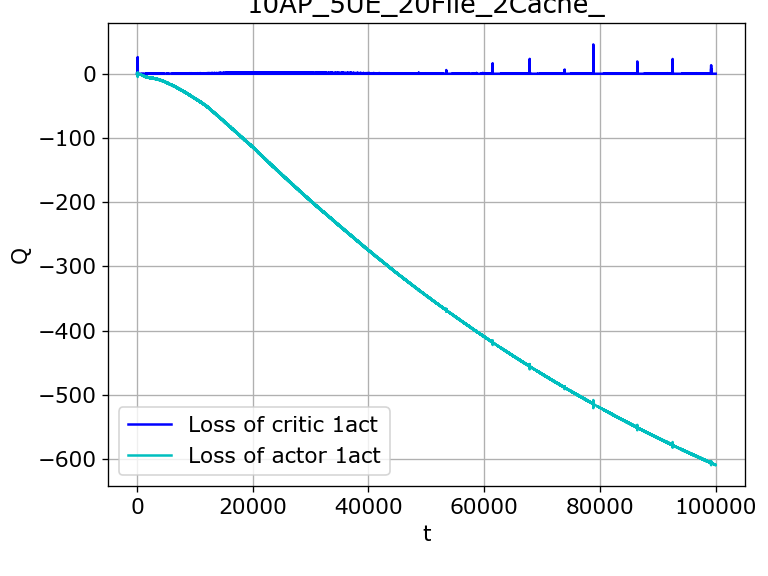 10AP_5UE_20File_2Cache_
0
−100
−200
−300
−400
−500
−600
Q
Loss of critic 1act
Loss of actor 1act
0 20000 40000 60000 80000 100000
t